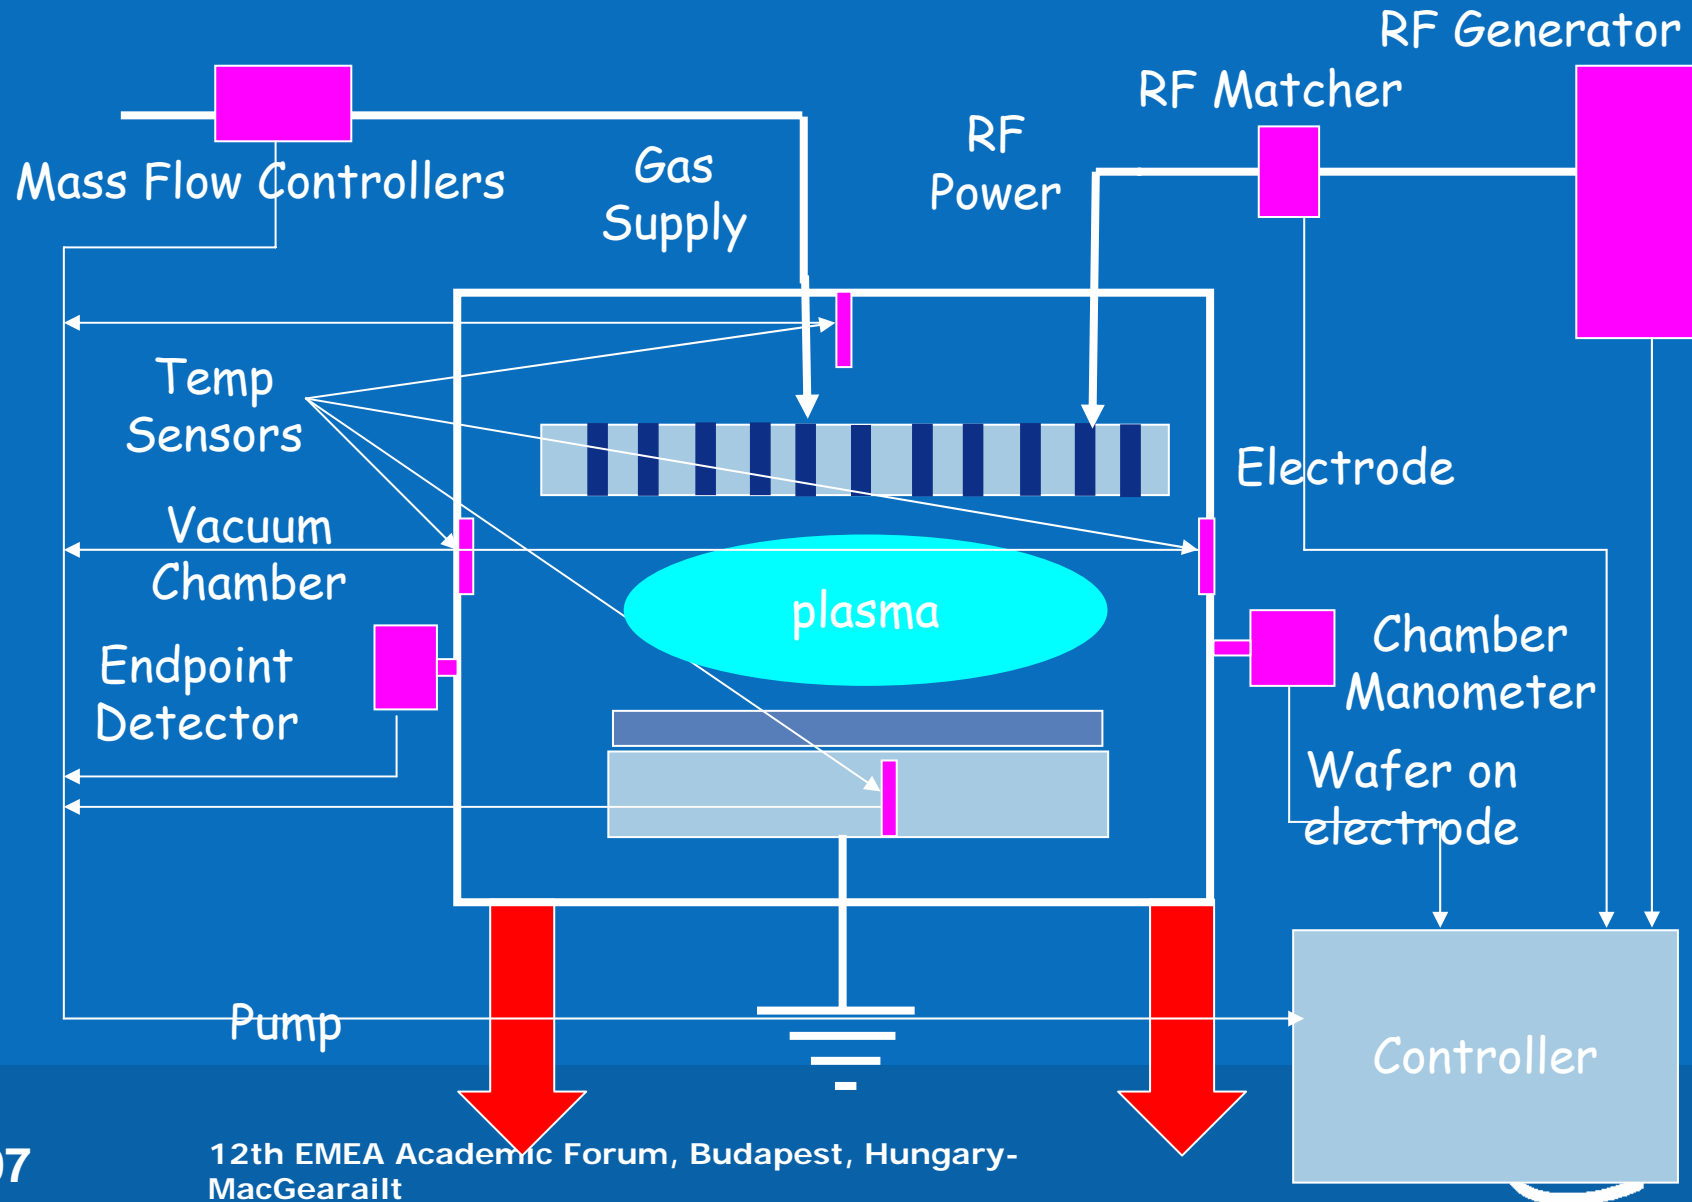 RF Generator
RF Matcher
RF
Power
Gas
Supply
Mass Flow Controllers
Temp
Sensors
Electrode
Vacuum
Chamber
plasma
Endpoint
Detector
Chamber
Manometer
Wafer on
electrode
Pump
Controller
12th EMEA Academic Forum, Budapest, Hungary-
MacGearailt